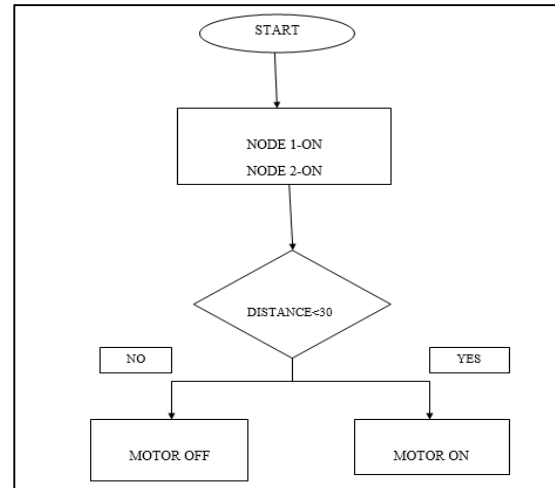 START
NODE 1-ON
NODE 2-ON
DISTANCE<30
NO
YES
MOTOR OFF
MOTOR ON